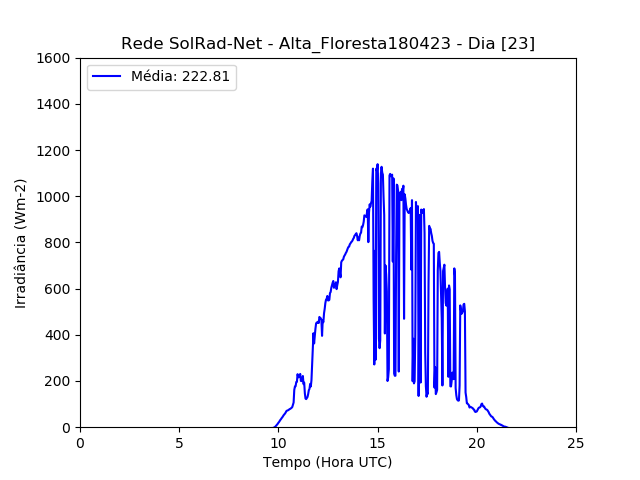 Rede SolRad-Net - Alta_Floresta180423 - Dia [23]
Média: 222.81
Irradiância (Wm-2)
1600
1400
1200
1000
800
600
400
200
0
0 5 10 15 20 25
Tempo (Hora UTC)